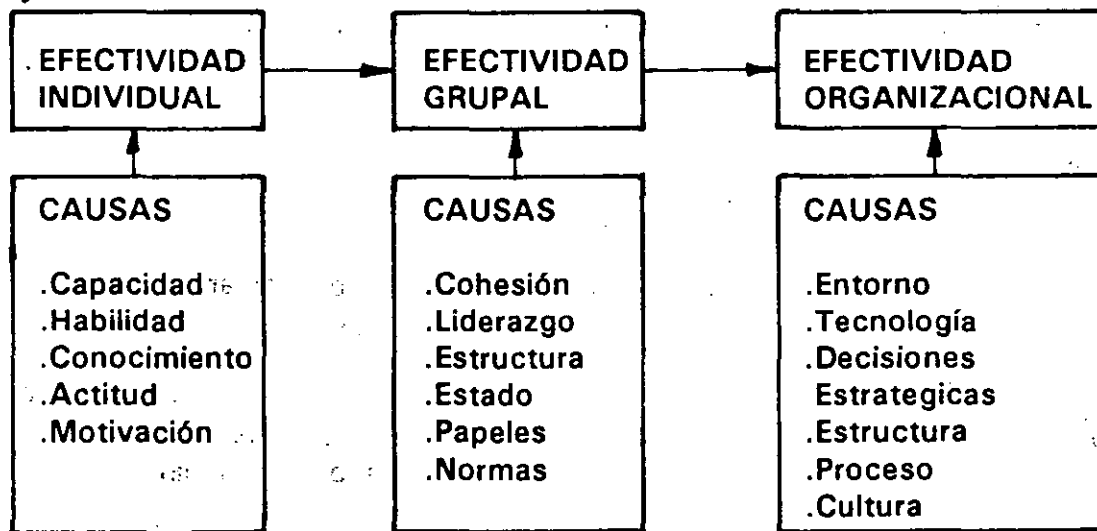 EFECTIVIDAD
INDIVIDUAL
EFECTIVIDAD
GRUPAL
EFECTIVIDAD
ORGANIZACIONAL
CAUSAS
.Capacidad
.Habilidad
.Conocimiento
.Actitud
.Motivación
CAUSAS
.Cohesión
.Liderazgo
.Estructura
.Estado
.Papeles
.Normas
CAUSAS
.Entorno
.Tecnología
.Decisiones
Estrategicas
.Estructura
.Proceso
.Cultura